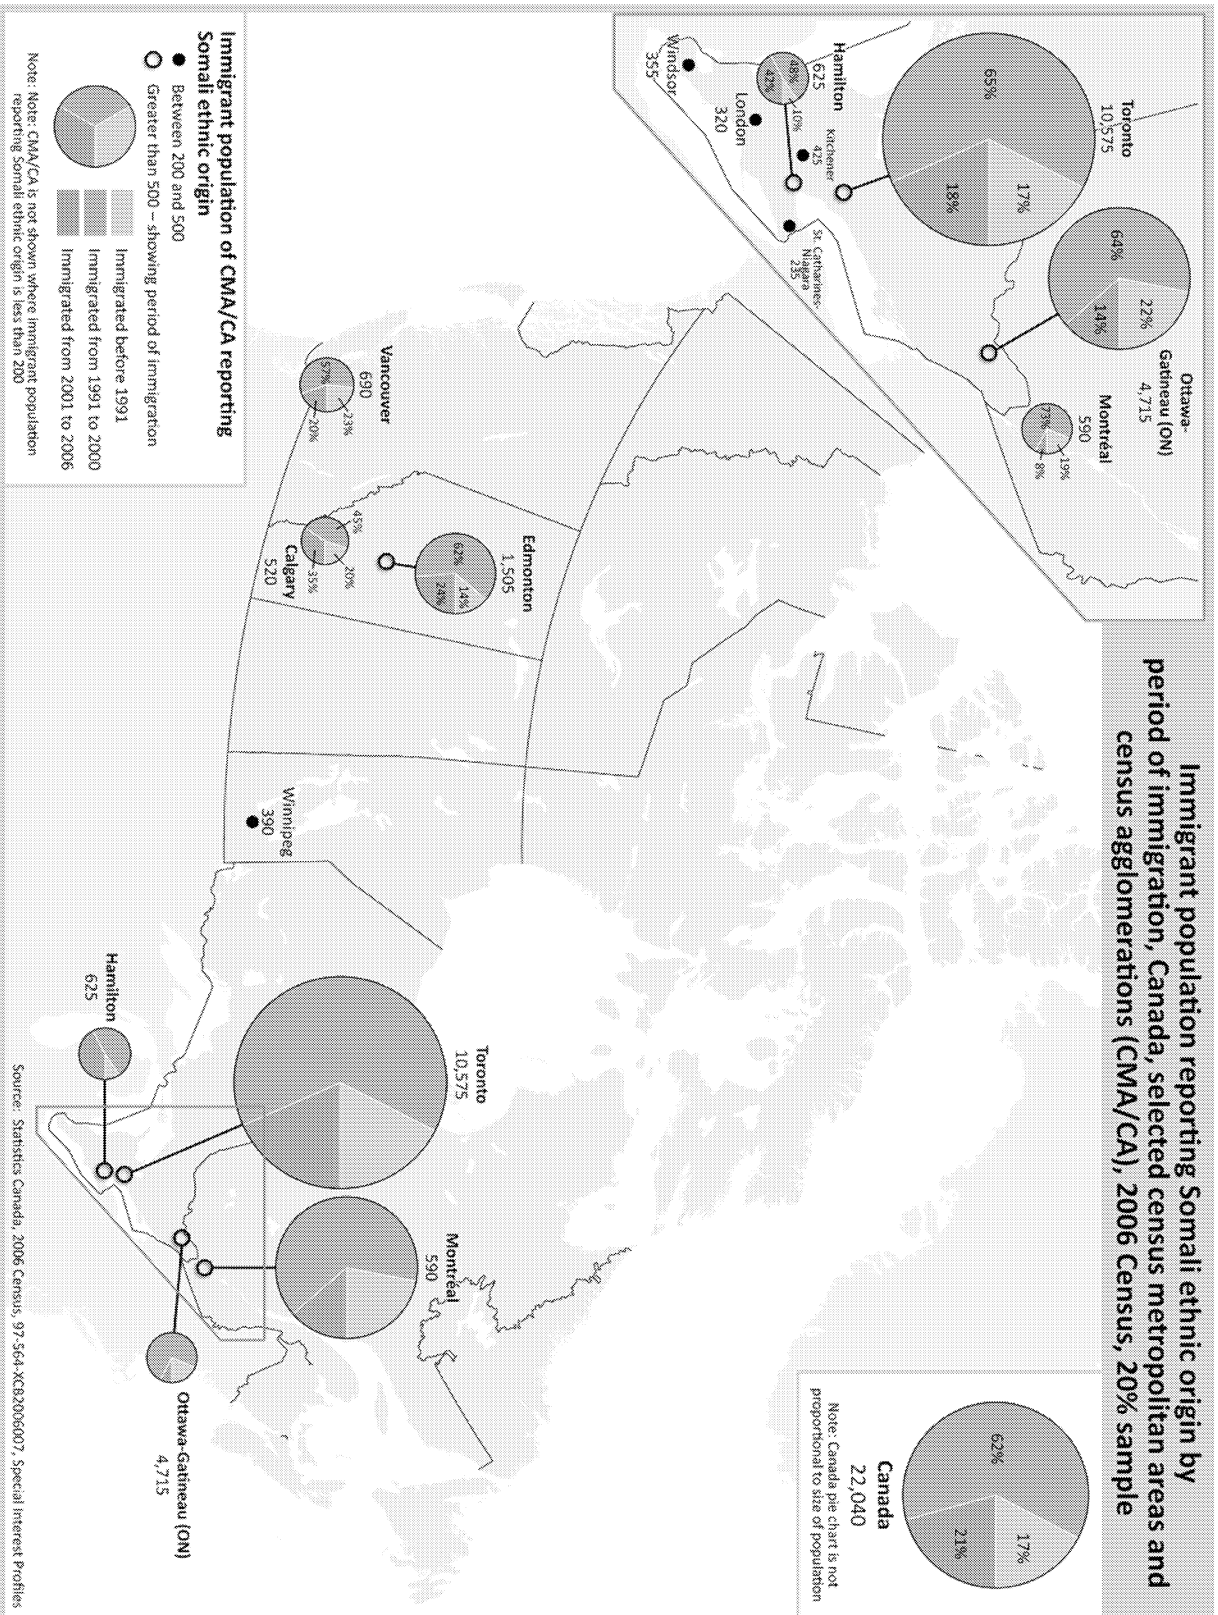 Immigrant population reporting Somali ethnic origin by
period of immigration, Canada, selected census metropolitan areas and
census agglomerations (CMA/CA), 2006 Census, 20% sample
Toronto
10,575
65%
17%
18%
Ottawa-
Gatineau (ON)
4,715
64%
22%
14%
Montréal
590
73%
19%
8%
Hamilton
625
48%
10%
42%
Kitchener
425
London
320
Windsor
355
St. Catharines-
Niagara
235
Canada
22,040
62%
17%
21%
Note: Canada pie chart is not
proportional to size of population
Vancouver
690
57%
23%
20%
Edmonton
1,505
62%
14%
24%
45%
20%
35%
Calgary
520
Winnipeg
390
Toronto
10,575
Montréal
590
Hamilton
625
Ottawa-Gatineau (ON)
4,715
Immigrant population of CMA/CA reporting
Somali ethnic origin
Between 200 and 500
Greater than 500 – showing period of immigration
Immigrated before 1991
Immigrated from 1991 to 2000
Immigrated from 2001 to 2006
Note: Note: CMA/CA is not shown where immigrant population
reporting Somali ethnic origin is less than 200
Source: Statistics Canada, 2006 Census, 97-564-XCB2006007, Special Interest Profiles